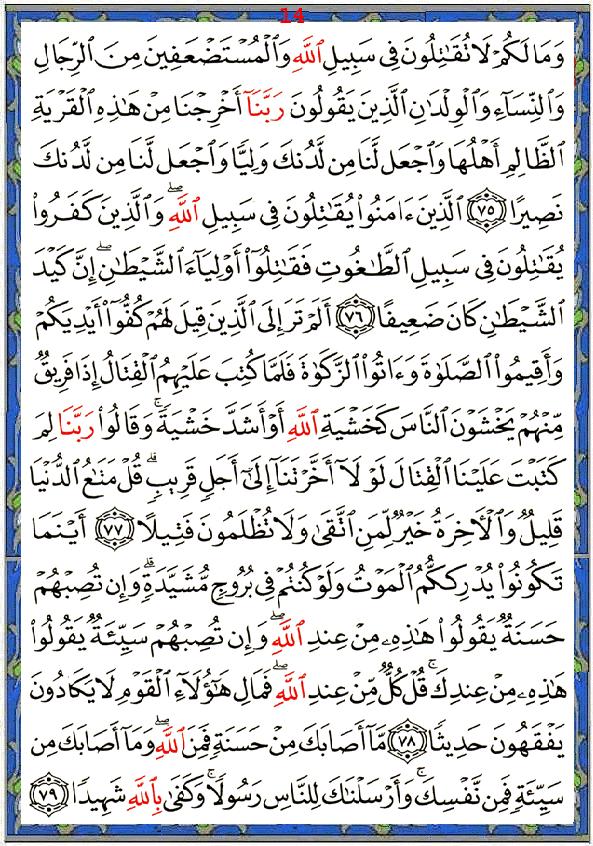 14
وَمَا لَكُمْ لَا تُقَٰتِلُونَ فِى سَبِيلِ ٱللَّهِ وَٱلْمُسْتَضْعَفِينَ مِنَ ٱلرِّجَالِ
وَٱلنِّسَآءِ وَٱلْوِلْدَٰنِ ٱلَّذِينَ يَقُولُونَ رَبَّنَآ أَخْرِجْنَا مِنْ هَٰذِهِ ٱلْقَرْيَةِ
ٱلظَّالِمِ أَهْلُهَا وَٱجْعَل لَّنَا مِن لَّدُنكَ وَلِيًّا وَٱجْعَل لَّنَا مِن لَّدُنكَ
نَصِيرًا ﴿٧٥﴾ ٱلَّذِينَ ءَامَنُوا۟ يُقَٰتِلُونَ فِى سَبِيلِ ٱللَّهِ ۖ وَٱلَّذِينَ كَفَرُوا۟
يُقَٰتِلُونَ فِى سَبِيلِ ٱلطَّٰغُوتِ فَقَٰتِلُوٓا۟ أَوْلِيَآءَ ٱلشَّيْطَٰنِ ۖ إِنَّ كَيْدَ
ٱلشَّيْطَٰنِ كَانَ ضَعِيفًا ﴿٧٦﴾ أَلَمْ تَرَ إِلَى ٱلَّذِينَ قِيلَ لَهُمْ كُفُّوٓا۟ أَيْدِيَكُمْ
وَأَقِيمُوا۟ ٱلصَّلَوٰةَ وَءَاتُوا۟ ٱلزَّكَوٰةَ فَلَمَّا كُتِبَ عَلَيْهِمُ ٱلْقِتَالُ إِذَا فَرِيقٌ
مِّنْهُمْ يَخْشَوْنَ ٱلنَّاسَ كَخَشْيَةِ ٱللَّهِ أَوْ أَشَدَّ خَشْيَةً ۚ وَقَالُوا۟ رَبَّنَا لِمَ
كَتَبْتَ عَلَيْنَا ٱلْقِتَالَ لَوْلَآ أَخَّرْتَنَآ إِلَىٰٓ أَجَلٍ قَرِيبٍ ۗ قُلْ مَتَٰعُ ٱلدُّنْيَا
قَلِيلٌ وَٱلْءَاخِرَةُ خَيْرٌ لِّمَنِ ٱتَّقَىٰ وَلَا تُظْلَمُونَ فَتِيلًا ﴿٧٧﴾ أَيْنَمَا
تَكُونُوا۟ يُدْرِككُّمُ ٱلْمَوْتُ وَلَوْ كُنتُمْ فِى بُرُوجٍ مُّشَيَّدَةٍ ۗ وَإِن تُصِبْهُمْ
حَسَنَةٌ يَقُولُوا۟ هَٰذِهِۦ مِنْ عِندِ ٱللَّهِ ۖ وَإِن تُصِبْهُمْ سَيِّئَةٌ يَقُولُوا۟
هَٰذِهِۦ مِنْ عِندِكَ ۚ قُلْ كُلٌّ مِّنْ عِندِ ٱللَّهِ ۖ فَمَالِ هَٰٓؤُلَآءِ ٱلْقَوْمِ لَا يَكَادُونَ
يَفْقَهُونَ حَدِيثًا ﴿٧٨﴾ مَّآ أَصَابَكَ مِنْ حَسَنَةٍ فَمِنَ ٱللَّهِ ۖ وَمَآ أَصَابَكَ مِن
سَيِّئَةٍ فَمِن نَّفْسِكَ ۚ وَأَرْسَلْنَٰكَ لِلنَّاسِ رَسُولًا ۚ وَكَفَىٰ بِٱللَّهِ شَهِيدًا ﴿٧٩﴾